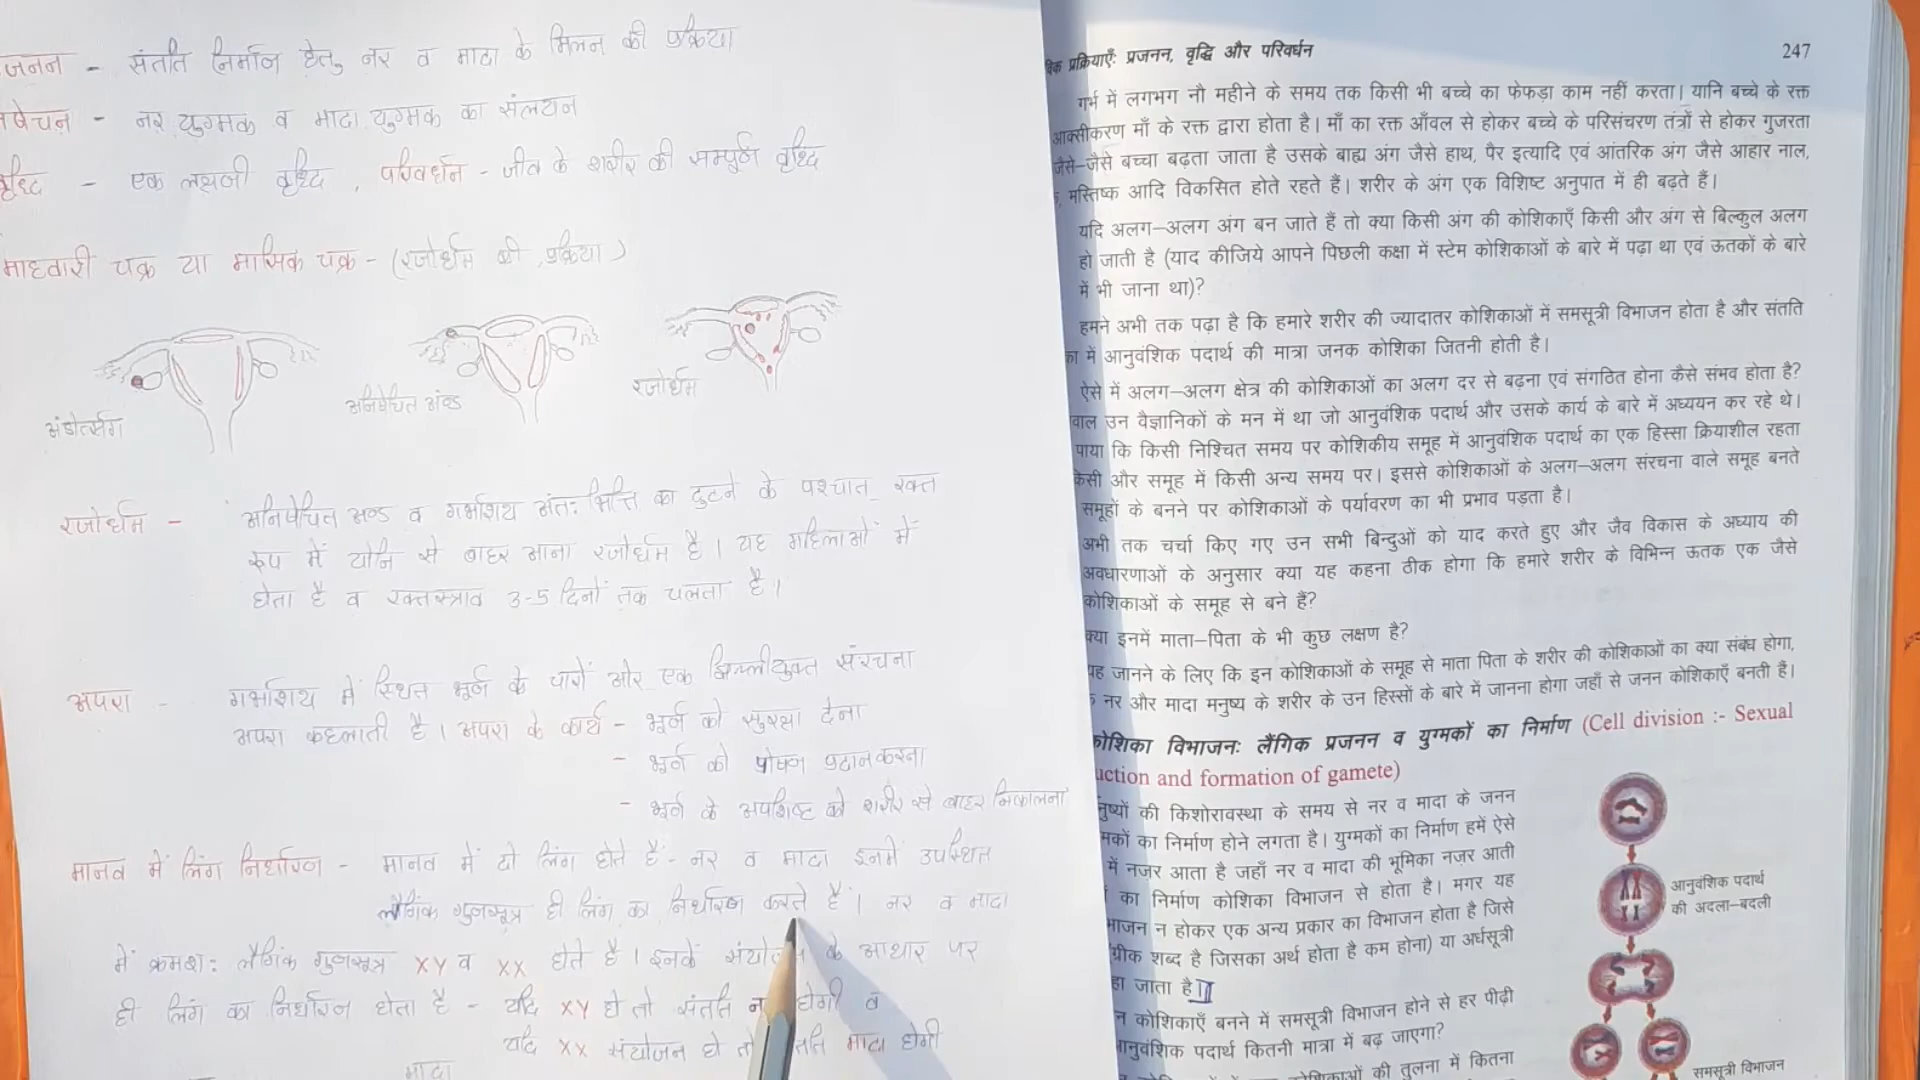 जनन - संतति निर्माण हेतु नर व मादा के मिलन की प्रक्रिया
षेचन - नर युग्मक व मादा युग्मक का संलयन
- एक तरफी वृध्दि , परिवर्धन - जीव के शरीर की सम्पूर्ण वृध्दि
माहवारी चक्र या मासिक चक्र - (रजोर्धम की प्रक्रिया)
अंडोत्सर्ग
अनिषेचित अण्ड
रजोर्धम
रजोर्धम - अनिषेचित अण्ड व गर्भाशय अंतः भित्ति का टुटने के पश्चात रक्त
रूप में योनि से बाहर आना रजोर्धम है। यह महिलाओं में
होता है व रक्तस्त्राव 3-5 दिनों तक चलता है।
अपरा - गर्भाशय में स्थित भ्रूण के चारों ओर एक झिल्लीयुक्त संरचना
अपरा कहलाती है। अपरा के कार्य - भ्रूण को सुरक्षा देना
- भ्रूण को पोषण प्रदान करना
- भ्रूण के अपशिष्ट को शरीर से बाहर निकालना
मानव में लिंग निर्धारण - मानव में दो लिंग होते हैं - नर व मादा इनमें उपस्थित
लैंगिक गुणसूत्र ही लिंग का निर्धारण करते हैं। नर व मादा
में क्रमशः लैंगिक गुणसूत्र XY व XX होते है। इनके के आधार पर
ही लिंग का निर्धारण होता है - यदि XY हो तो संतति होगी व
यदि XX संयोजन हो तो मादा होगी
मादा
प्रक्रियाएँ: प्रजनन, वृद्धि और परिवर्धन 247
गर्भ में लगभग नौ महीने के समय तक किसी भी बच्चे का फेफड़ा काम नहीं करता। यानि बच्चे के रक्त
आक्सीकरण माँ के रक्त द्वारा होता है। माँ का रक्त आँवल से होकर बच्चे के परिसंचरण तंत्रों से होकर गुजरता
जैसे–जैसे बच्चा बढ़ता जाता है उसके बाह्य अंग जैसे हाथ, पैर इत्यादि एवं आंतरिक अंग जैसे आहार नाल,
मस्तिष्क आदि विकसित होते रहते हैं। शरीर के अंग एक विशिष्ट अनुपात में ही बढ़ते हैं।
यदि अलग–अलग अंग बन जाते हैं तो क्या किसी अंग की कोशिकाएँ किसी और अंग से बिल्कुल अलग
हो जाती है (याद कीजिये आपने पिछली कक्षा में स्टेम कोशिकाओं के बारे में पढ़ा था एवं ऊतकों के बारे
में भी जाना था)?
हमने अभी तक पढ़ा है कि हमारे शरीर की ज्यादातर कोशिकाओं में समसूत्री विभाजन होता है और संतति
में आनुवंशिक पदार्थ की मात्रा जनक कोशिका जितनी होती है।
ऐसे में अलग–अलग क्षेत्र की कोशिकाओं का अलग दर से बढ़ना एवं संगठित होना कैसे संभव होता है?
वाल उन वैज्ञानिकों के मन में था जो आनुवंशिक पदार्थ और उसके कार्य के बारे में अध्ययन कर रहे थे।
पाया कि किसी निश्चित समय पर कोशिकीय समूह में आनुवंशिक पदार्थ का एक हिस्सा क्रियाशील रहता
केसी और समूह में किसी अन्य समय पर। इससे कोशिकाओं के अलग–अलग संरचना वाले समूह बनते
समूहों के बनने पर कोशिकाओं के पर्यावरण का भी प्रभाव पड़ता है।
अभी तक चर्चा किए गए उन सभी बिन्दुओं को याद करते हुए और जैव विकास के अध्याय की
अवधारणाओं के अनुसार क्या यह कहना ठीक होगा कि हमारे शरीर के विभिन्न ऊतक एक जैसे
कोशिकाओं के समूह से बने हैं?
क्या इनमें माता–पिता के भी कुछ लक्षण है?
यह जानने के लिए कि इन कोशिकाओं के समूह से माता पिता के शरीर की कोशिकाओं का क्या संबंध होगा,
नर और मादा मनुष्य के शरीर के उन हिस्सों के बारे में जानना होगा जहाँ से जनन कोशिकाएँ बनती हैं।
कोशिका विभाजनः लैंगिक प्रजनन व युग्मकों का निर्माण (Cell division :- Sexual
uction and formation of gamete)
नुष्यों की किशोरावस्था के समय से नर व मादा के जनन
मकों का निर्माण होने लगता है। युग्मकों का निर्माण हमें ऐसे
में नजर आता है जहाँ नर व मादा की भूमिका नज़र आती
का निर्माण कोशिका विभाजन से होता है। मगर यह
भाजन न होकर एक अन्य प्रकार का विभाजन होता है जिसे
ग्रीक शब्द है जिसका अर्थ होता है कम होना) या अर्धसूत्री
हा जाता है।
न कोशिकाएँ बनने में समसूत्री विभाजन होने से हर पीढ़ी
आनुवंशिक पदार्थ कितनी मात्रा में बढ़ जाएगा?
कोशिकाओं की तुलना में कितना
आनुवंशिक पदार्थ
की अदला–बदली
समसूत्री विभाजन